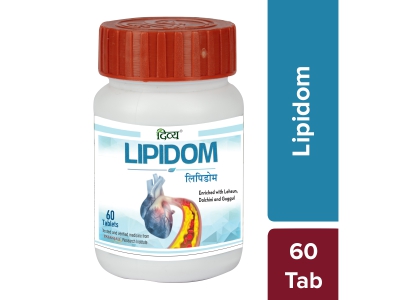 दिव्य
LIPIDOM
लिपिडोम
Enriched with Lehsun,
Dalchini and Guggul
60
Tablets
Lipidom
60
Tab